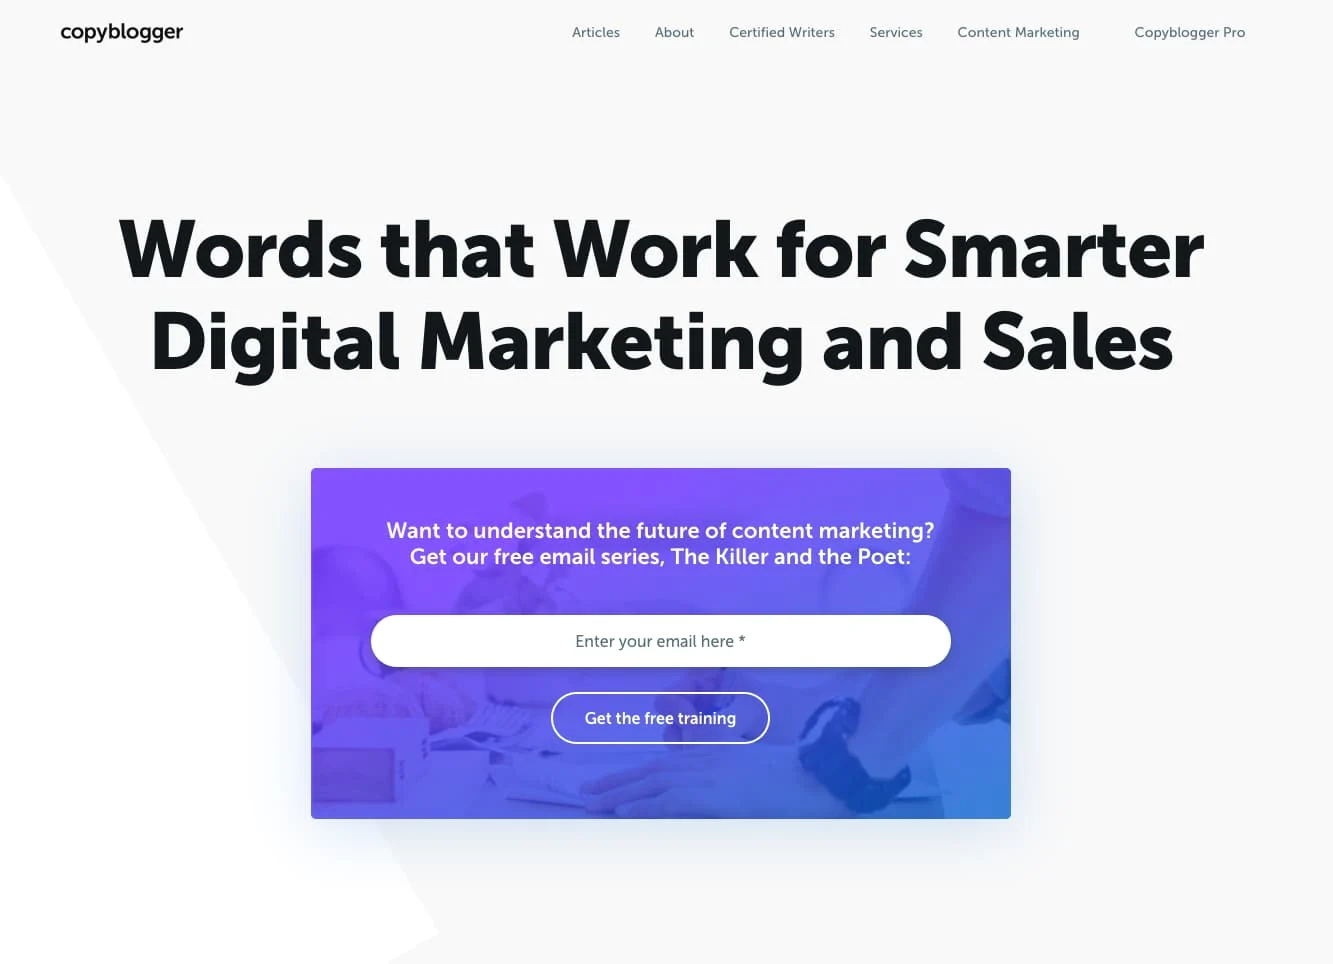 copyblogger
Articles About Certified Writers Services Content Marketing Copyblogger Pro
Words that Work for Smarter
Digital Marketing and Sales
Want to understand the future of content marketing?
Get our free email series, The Killer and the Poet:
Enter your email here *
Get the free training